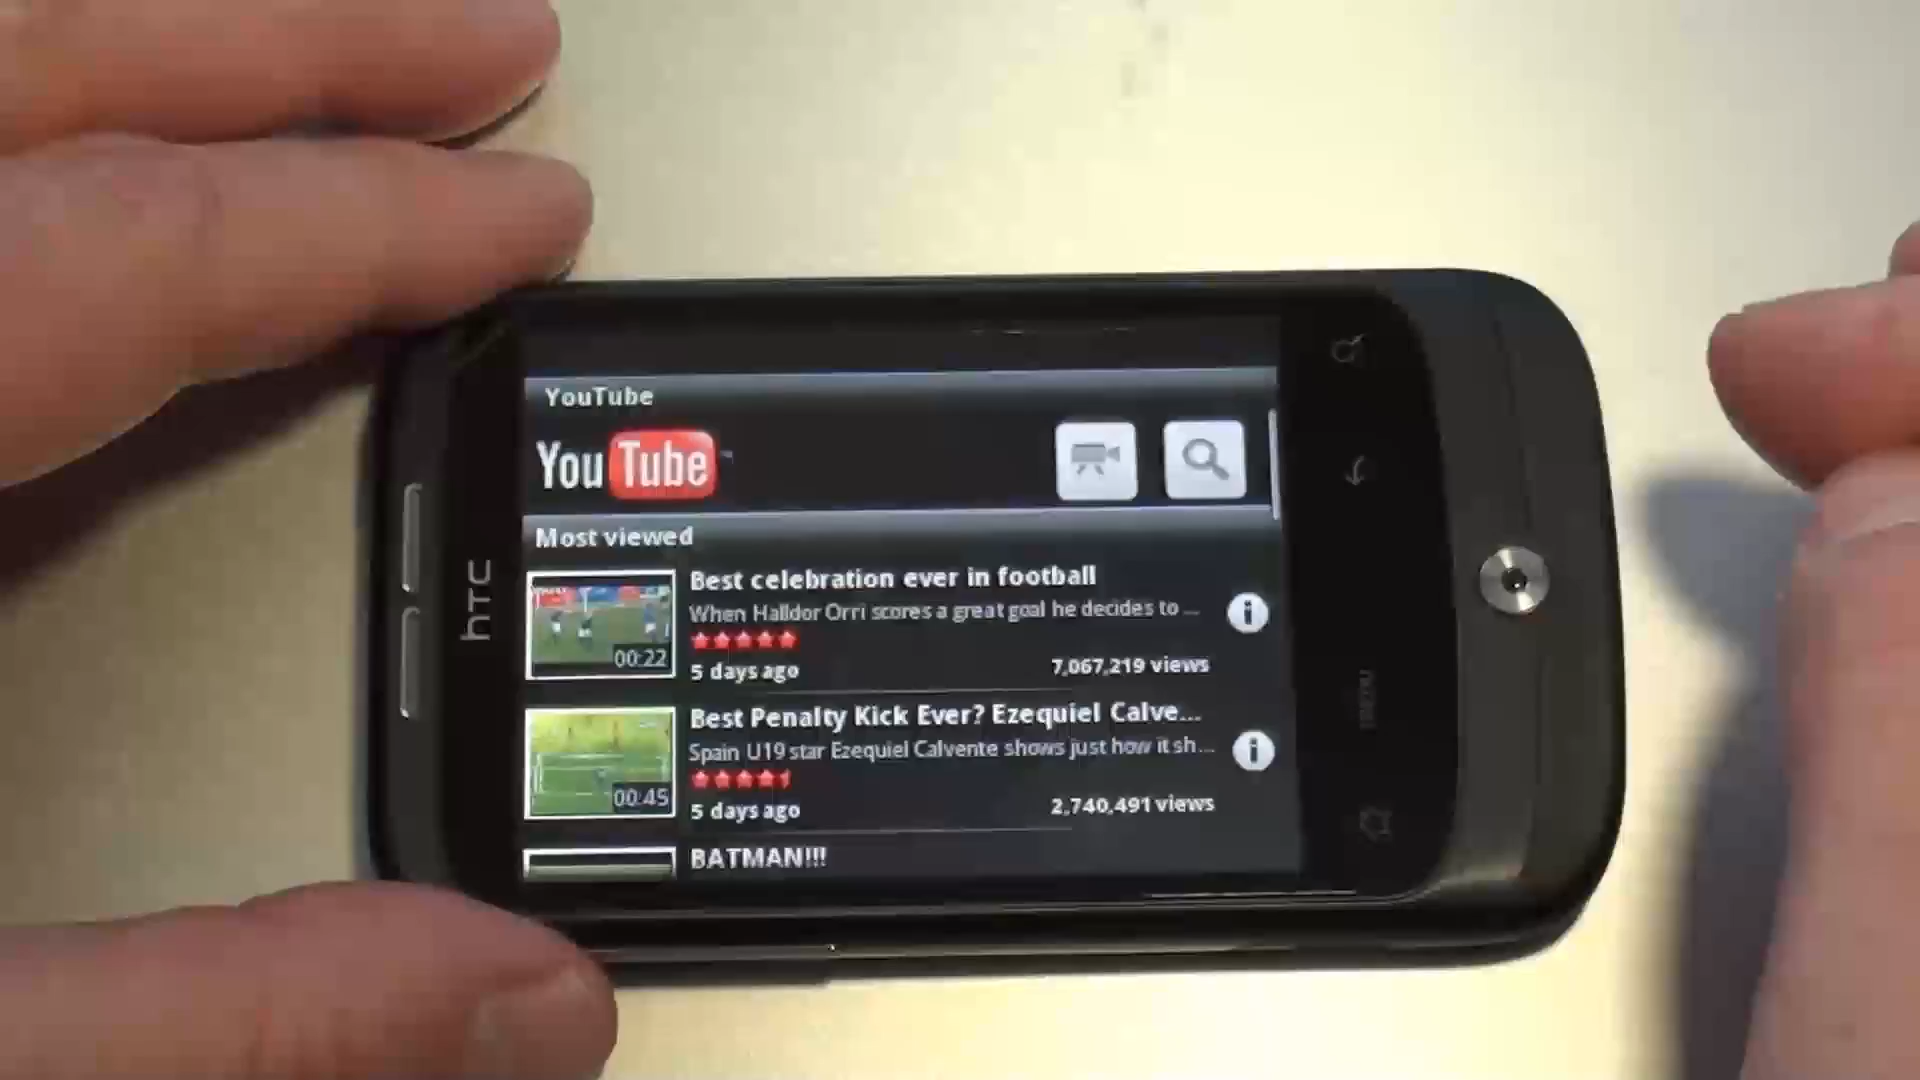 YouTube
YouTube
Most viewed
Best celebration ever in football
When Halldor Orri scores a great goal he decides to ...
00:22
5 days ago
7,067,219 views
Best Penalty Kick Ever? Ezequiel Calve...
Spain U19 star Ezequiel Calvente shows just how it sh...
00:45
5 days ago
2,740,491 views
BATMAN!!!
hTC
menu